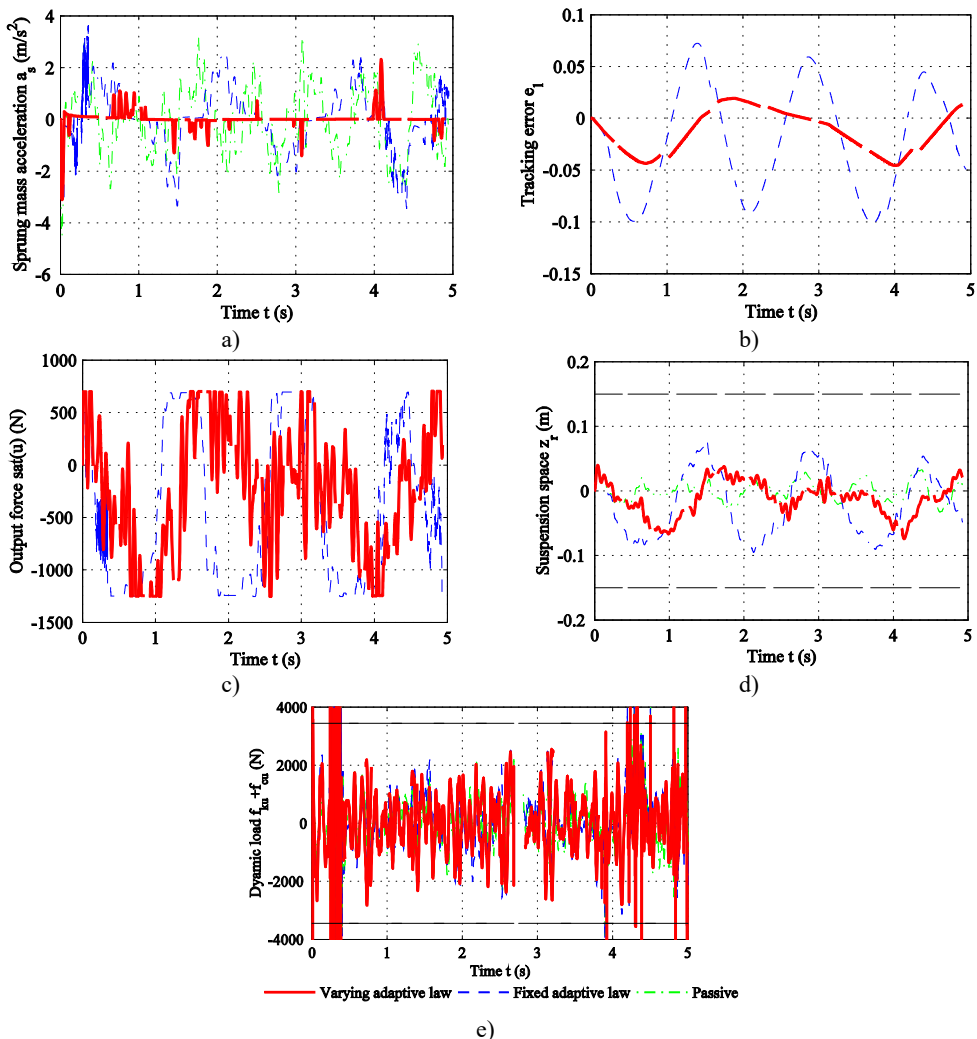 4
2
0
-2
-4
-6
Sprung mass acceleration a_s (m/s²)
0 1 2 3 4 5
Time t (s)
a)
0.1
0.05
0
-0.05
-0.1
-0.15
Tracking error e_1
0 1 2 3 4 5
Time t (s)
b)
1000
500
0
-500
-1000
-1500
Output force sat(u) (N)
0 1 2 3 4 5
Time t (s)
c)
0.2
0.1
0
-0.1
-0.2
Suspension space z_r (m)
0 1 2 3 4 5
Time t (s)
d)
4000
2000
0
-2000
-4000
Dyamic load f_ku+f_cu (N)
0 1 2 3 4 5
Time t (s)
Varying adaptive law Fixed adaptive law Passive
e)